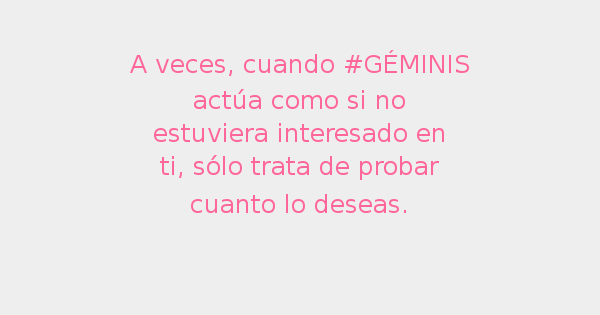 A veces, cuando #GÉMINIS
actúa como si no
estuviera interesado en
ti, sólo trata de probar
cuanto lo deseas.